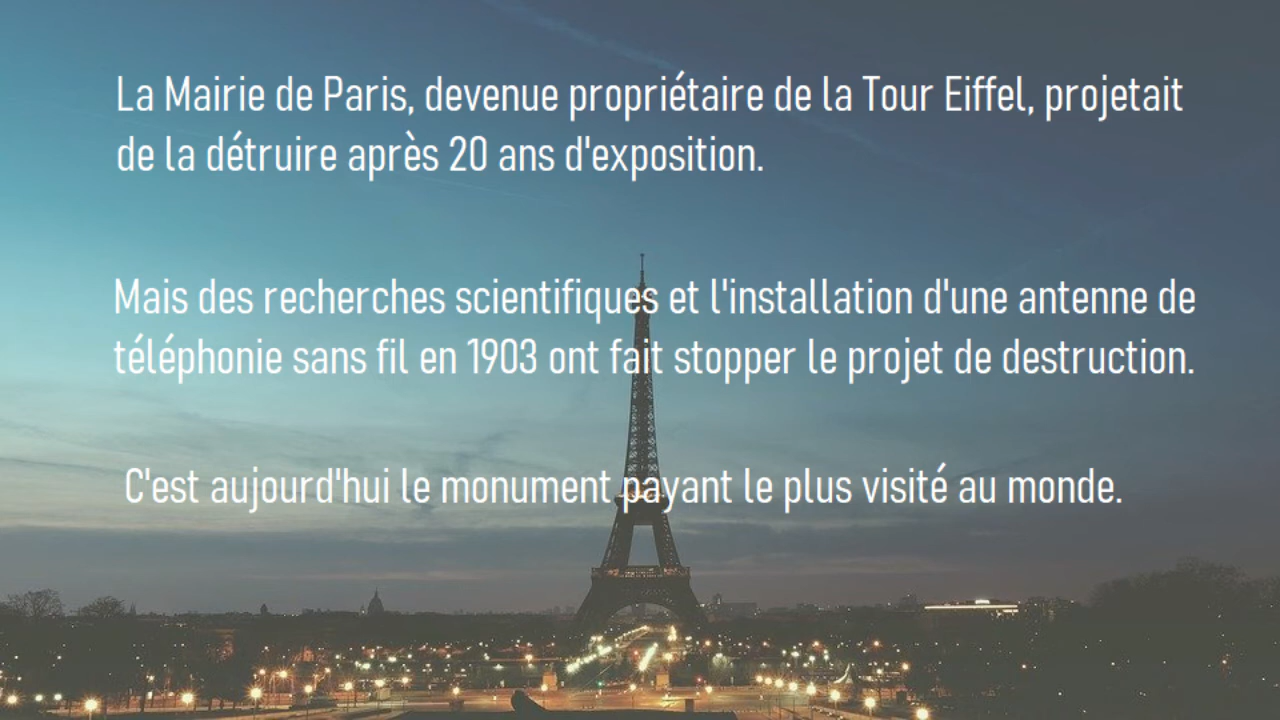 La Mairie de Paris, devenue propriétaire de la Tour Eiffel, projetait
de la détruire après 20 ans d'exposition.
Mais des recherches scientifiques et l'installation d'une antenne de
téléphonie sans fil en 1903 ont fait stopper le projet de destruction.
C'est aujourd'hui le monument payant le plus visité au monde.